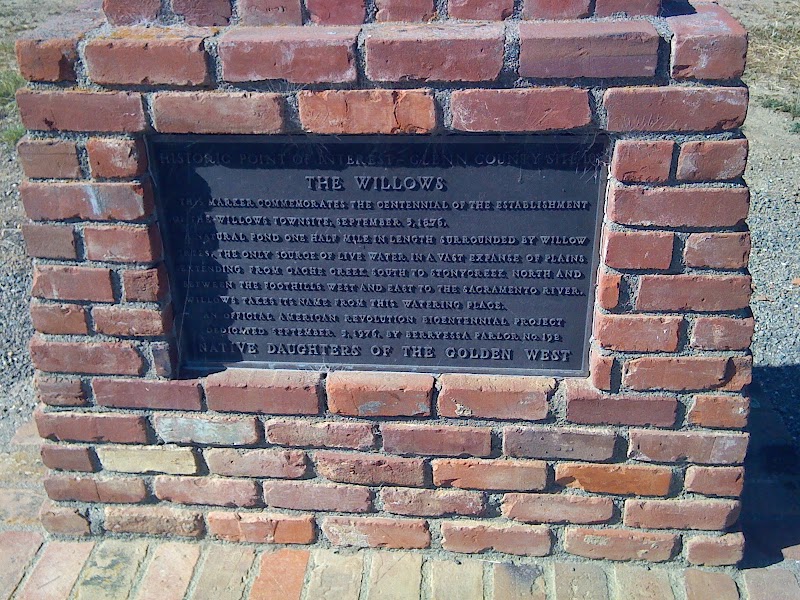 HISTORIC POINT OF INTEREST - GLENN COUNTY SITE
THE WILLOWS
THIS MARKER COMMEMORATES THE CENTENNIAL OF THE ESTABLISHMENT
OF THE WILLOWS TOWNSITE, SEPTEMBER 5, 1876.
A NATURAL POND ONE HALF MILE IN LENGTH SURROUNDED BY WILLOW
TREES, THE ONLY SOURCE OF LIVE WATER IN A VAST EXPANSE OF PLAINS
EXTENDING FROM CACHE CREEK SOUTH TO STONYCREEK, NORTH AND
BETWEEN THE FOOTHILLS WEST AND EAST TO THE SACRAMENTO RIVER.
WILLOWS TAKES ITS NAME FROM THIS WATERING PLACE.
AN OFFICIAL AMERICAN REVOLUTION BICENTENNIAL PROJECT
DEDICATED SEPTEMBER 5, 1976, BY BERRYESSA PARLOR NO. 192
NATIVE DAUGHTERS OF THE GOLDEN WEST